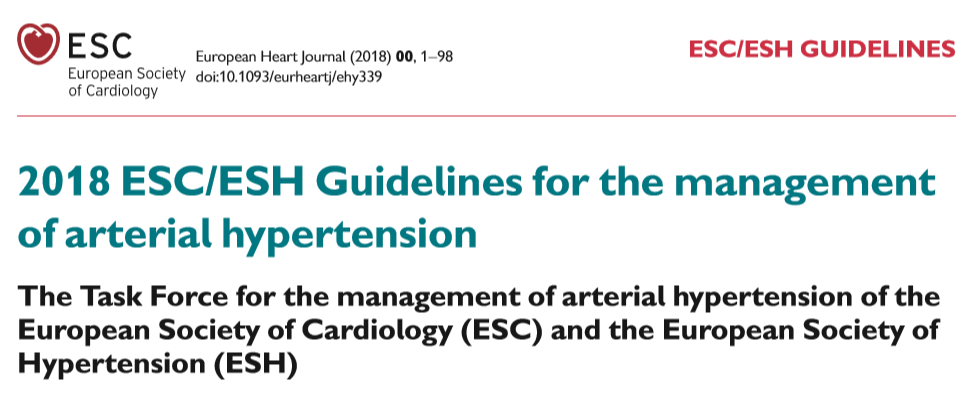 ESC
European Society
of Cardiology
European Heart Journal (2018) 00, 1–98
doi:10.1093/eurheartj/ehy339
ESC/ESH GUIDELINES
2018 ESC/ESH Guidelines for the management
of arterial hypertension
The Task Force for the management of arterial hypertension of the
European Society of Cardiology (ESC) and the European Society of
Hypertension (ESH)